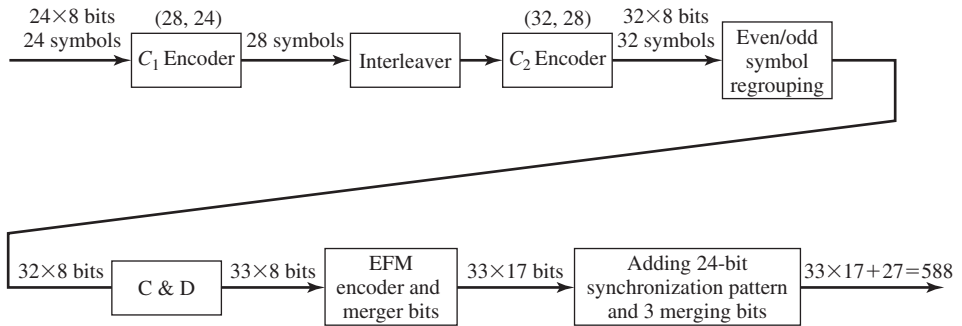 24×8 bits
24 symbols
(28, 24)
C₁ Encoder
28 symbols
Interleaver
(32, 28)
C₂ Encoder
32×8 bits
32 symbols
Even/odd
symbol
regrouping
32×8 bits
C & D
33×8 bits
EFM
encoder and
merger bits
33×17 bits
Adding 24-bit
synchronization pattern
and 3 merging bits
33×17+27=588